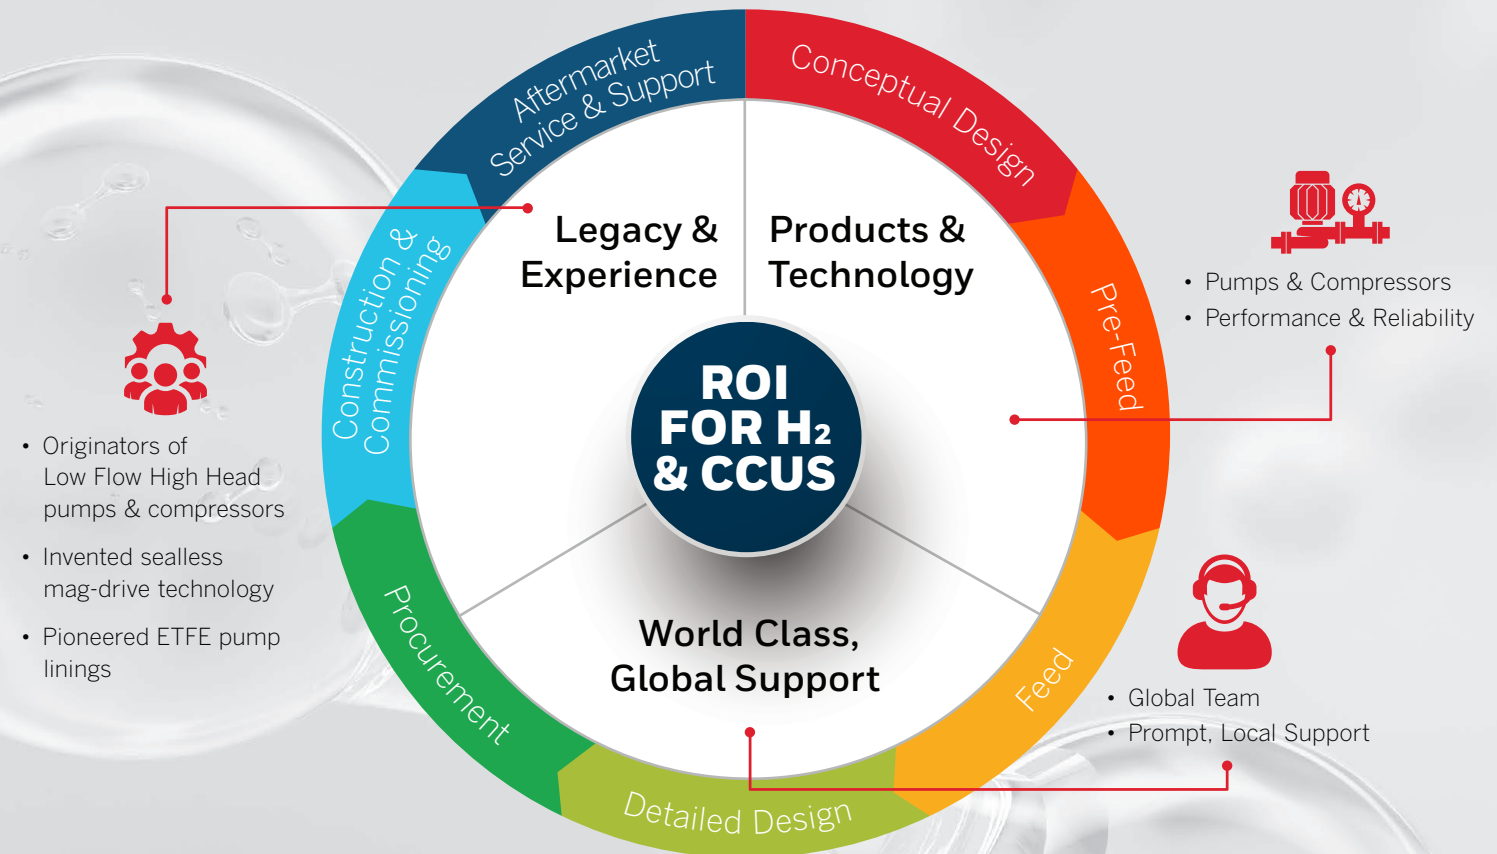 Aftermarket
Service & Support
Conceptual Design
Pre-Feed
Feed
Detailed Design
Procurement
Construction &
Commissioning
Legacy &
Experience
Products &
Technology
World Class,
Global Support
ROI
FOR H₂
& CCUS
• Originators of
Low Flow High Head
pumps & compressors
• Invented sealless
mag-drive technology
• Pioneered ETFE pump
linings
• Pumps & Compressors
• Performance & Reliability
• Global Team
• Prompt, Local Support